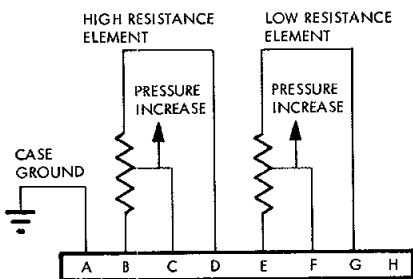 HIGH RESISTANCE
ELEMENT
LOW RESISTANCE
ELEMENT
PRESSURE
INCREASE
PRESSURE
INCREASE
CASE
GROUND
A B C D E F G H